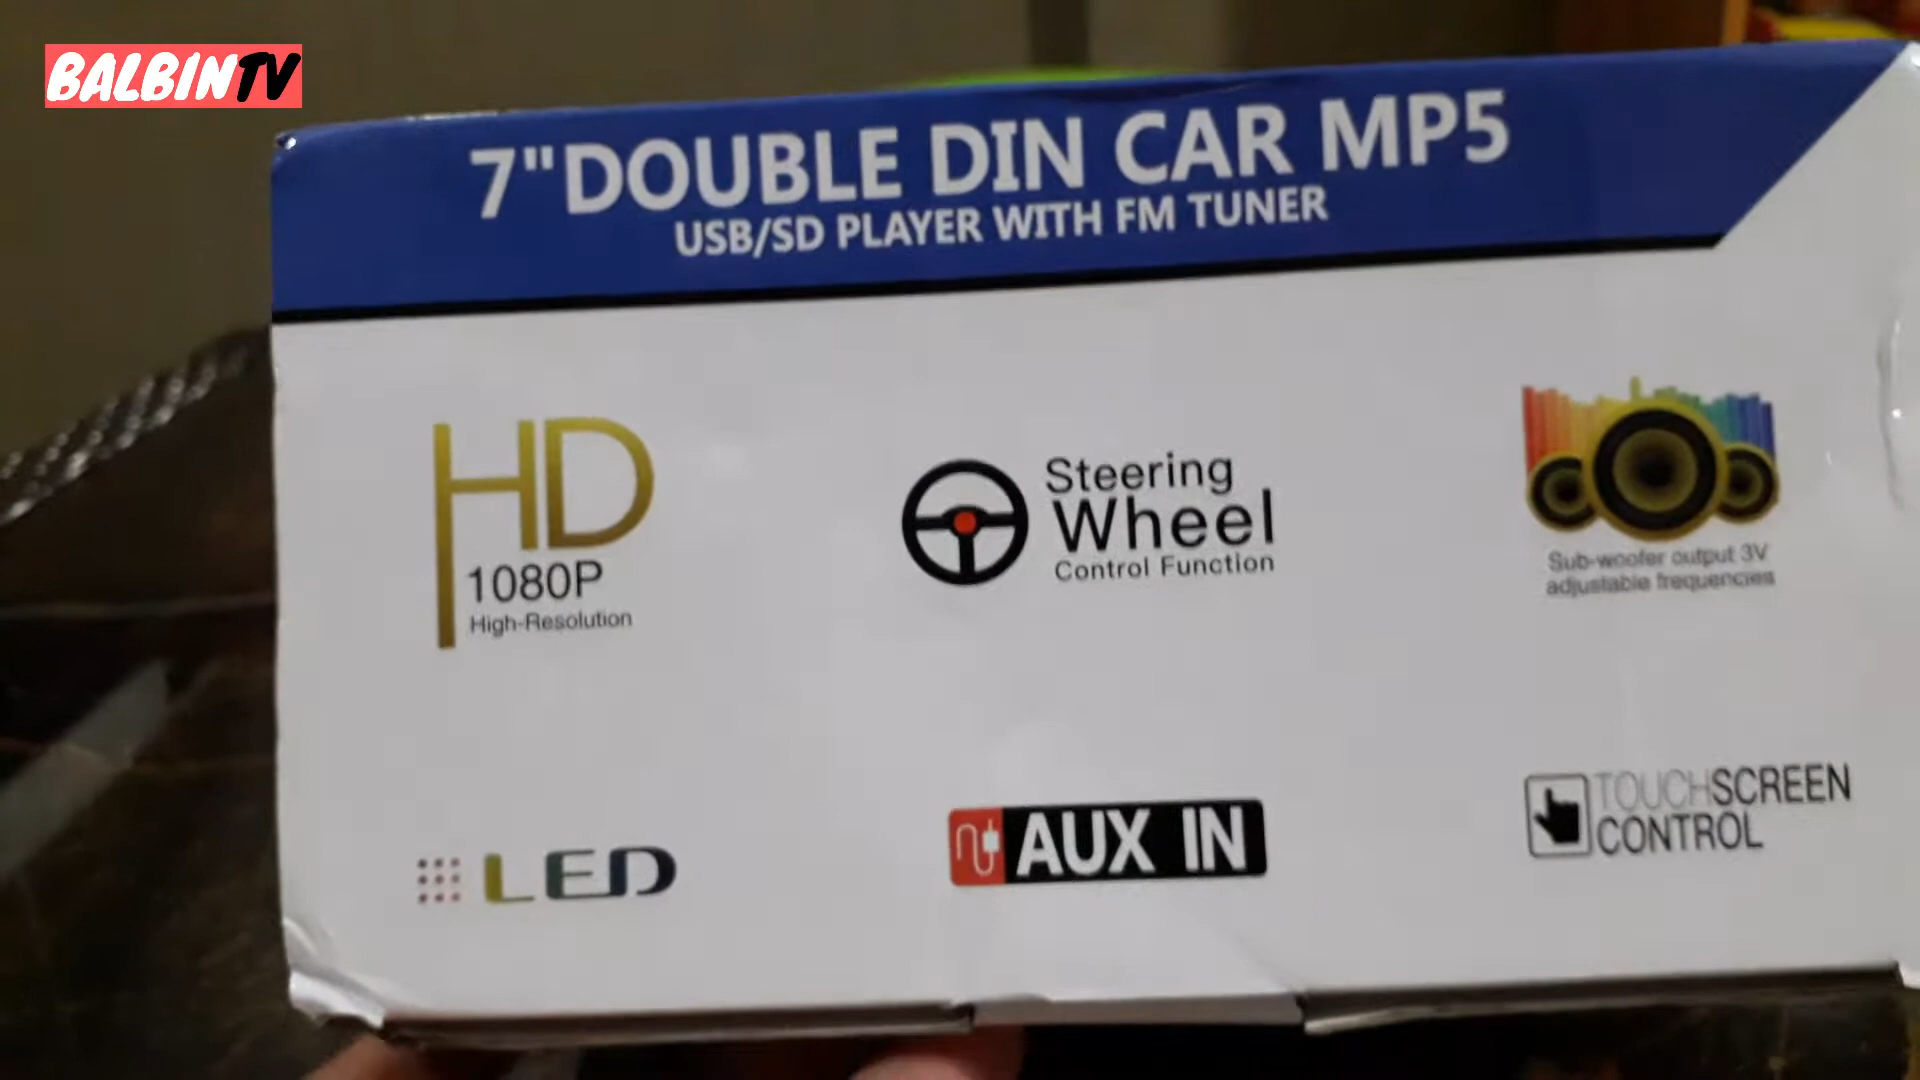 BALBINTV
7"DOUBLE DIN CAR MP5
USB/SD PLAYER WITH FM TUNER
HD
1080P
High-Resolution
Steering
Wheel
Control Function
Sub-woofer output 3V
adjustable frequencies
LED
AUX IN
TOUCHSCREEN
CONTROL